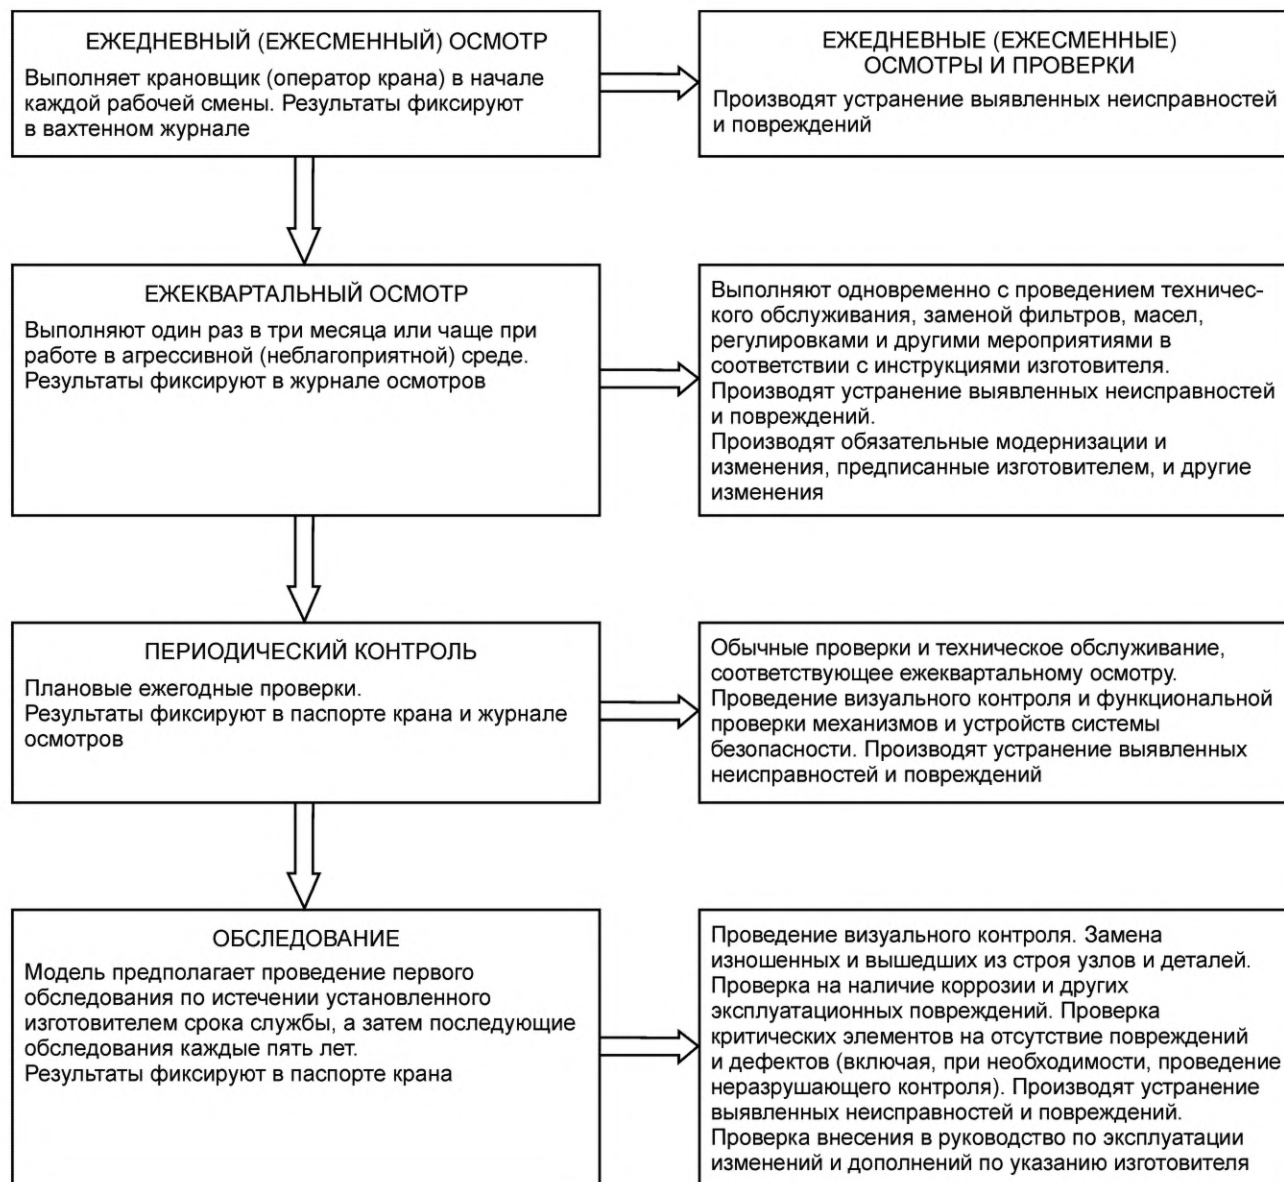 ЕЖЕДНЕВНЫЙ (ЕЖЕСМЕННЫЙ) ОСМОТР
Выполняет крановщик (оператор крана) в начале
каждой рабочей смены. Результаты фиксируют
в вахтенном журнале
ЕЖЕДНЕВНЫЕ (ЕЖЕСМЕННЫЕ)
ОСМОТРЫ И ПРОВЕРКИ
Производят устранение выявленных неисправностей
и повреждений
ЕЖЕКВАРТАЛЬНЫЙ ОСМОТР
Выполняют один раз в три месяца или чаще при
работе в агрессивной (неблагоприятной) среде.
Результаты фиксируют в журнале осмотров
Выполняют одновременно с проведением техничес-
кого обслуживания, заменой фильтров, масел,
регулировками и другими мероприятиями в
соответствии с инструкциями изготовителя.
Производят устранение выявленных неисправностей
и повреждений.
Производят обязательные модернизации и
изменения, предписанные изготовителем, и другие
изменения
ПЕРИОДИЧЕСКИЙ КОНТРОЛЬ
Плановые ежегодные проверки.
Результаты фиксируют в паспорте крана и журнале
осмотров
Обычные проверки и техническое обслуживание,
соответствующее ежеквартальному осмотру.
Проведение визуального контроля и функциональной
проверки механизмов и устройств системы
безопасности. Производят устранение выявленных
неисправностей и повреждений
ОБСЛЕДОВАНИЕ
Модель предполагает проведение первого
обследования по истечении установленного
изготовителем срока службы, а затем последующие
обследования каждые пять лет.
Результаты фиксируют в паспорте крана
Проведение визуального контроля. Замена
изношенных и вышедших из строя узлов и деталей.
Проверка на наличие коррозии и других
эксплуатационных повреждений. Проверка
критических элементов на отсутствие повреждений
и дефектов (включая, при необходимости, проведение
неразрушающего контроля). Производят устранение
выявленных неисправностей и повреждений.
Проверка внесения в руководство по эксплуатации
изменений и дополнений по указанию изготовителя